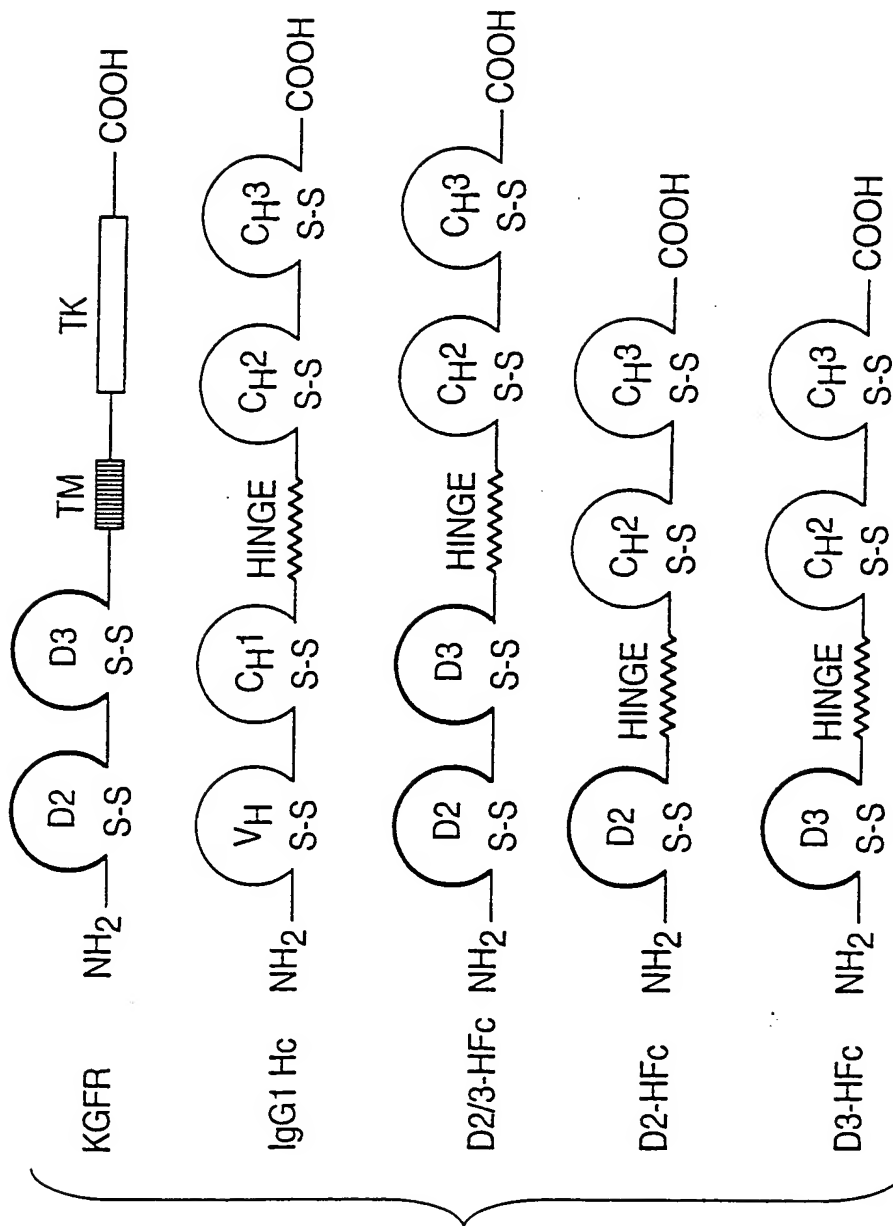 KGFR NH2 D2 S-S D3 S-S TM TK COOH
IgG1 Hc NH2 VH S-S CH1 S-S HINGE CH2 S-S CH3 S-S COOH
D2/3-HFc NH2 D2 S-S D3 S-S HINGE CH2 S-S CH3 S-S COOH
D2-HFc NH2 D2 S-S HINGE CH2 S-S CH3 S-S COOH
D3-HFc NH2 D3 S-S HINGE CH2 S-S CH3 S-S COOH